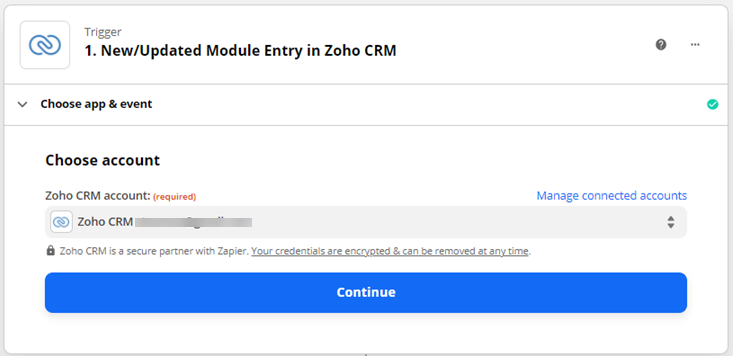 Trigger
1. New/Updated Module Entry in Zoho CRM
Choose app & event
Choose account
Zoho CRM account: (required)
Manage connected accounts
Zoho CRM
Zoho CRM is a secure partner with Zapier. Your credentials are encrypted & can be removed at any time.
Continue